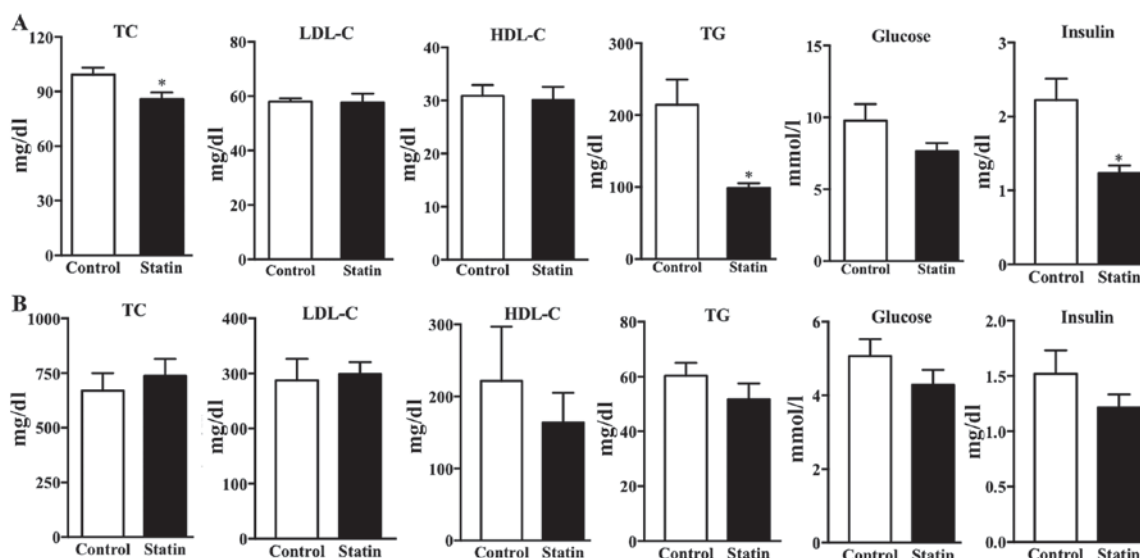 A
TC
120
90
60
30
0
mg/dl
Control Statin
LDL-C
80
60
40
20
0
mg/dl
Control Statin
HDL-C
40
30
20
10
0
mg/dl
Control Statin
TG
300
200
100
0
mg/dl
Control Statin
*
Glucose
15
10
5
0
mmol/l
Control Statin
Insulin
3
2
1
0
mg/dl
Control Statin
*
B
TC
1000
750
500
250
0
mg/dl
*
Control Statin
LDL-C
400
300
100
0
mg/dl
Control Statin
HDL-C
300
200
100
0
mg/dl
Control Statin
TG
80
60
40
20
0
mg/dl
Control Statin
Glucose
6
4
2
0
mmol/l
Control Statin
Insulin
2.0
1.5
1.0
0.5
0.0
mg/dl
Control Statin